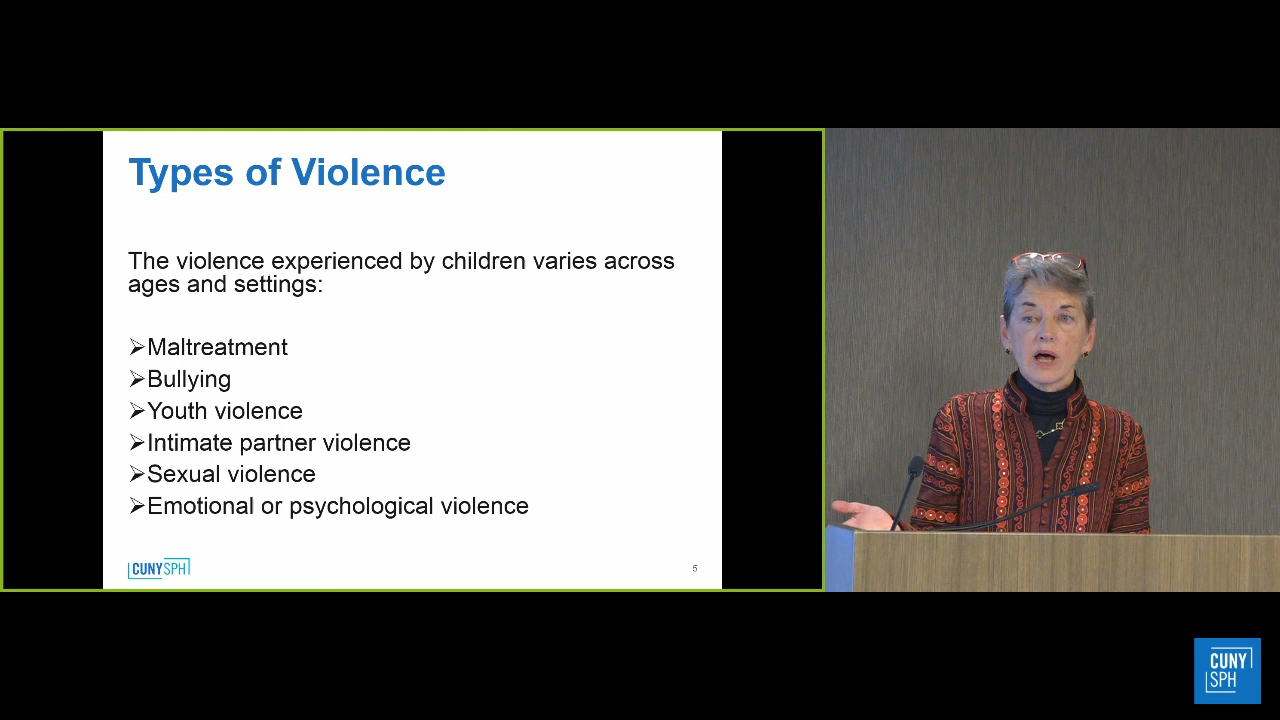 Types of Violence
The violence experienced by children varies across
ages and settings:
➢Maltreatment
➢Bullying
➢Youth violence
➢Intimate partner violence
➢Sexual violence
➢Emotional or psychological violence
CUNY SPH
5
CUNY
SPH